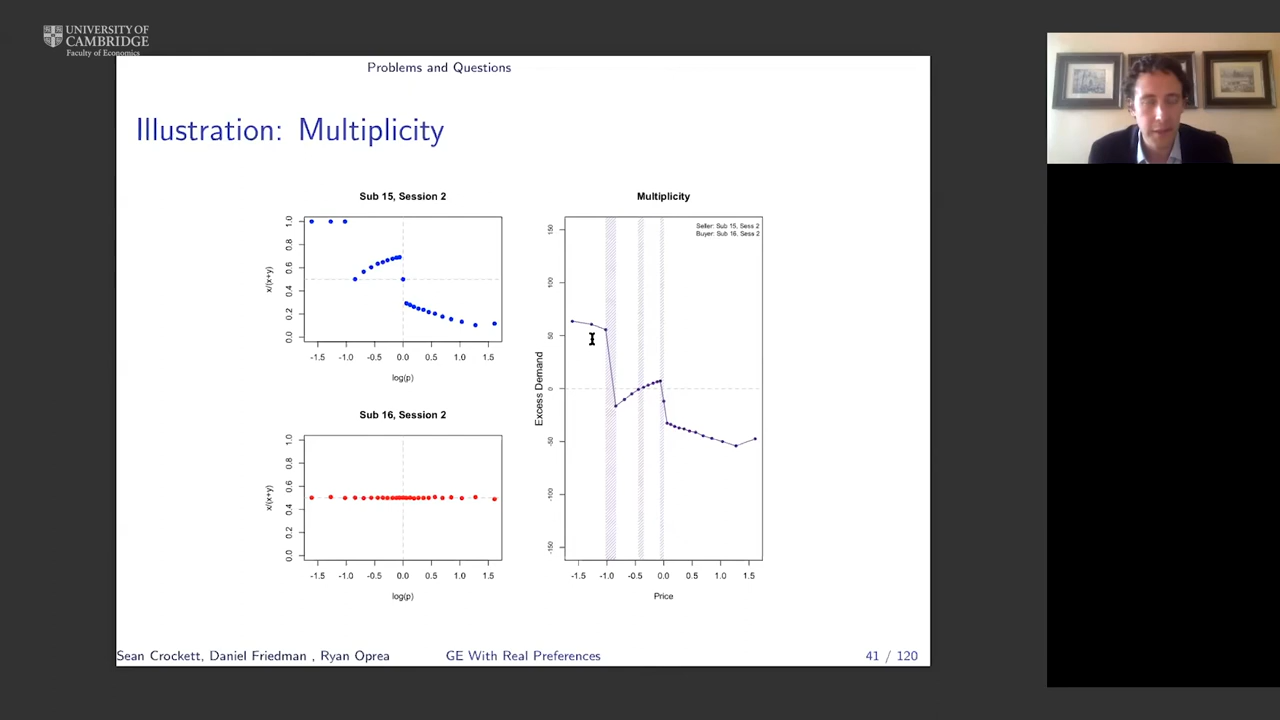 UNIVERSITY OF
CAMBRIDGE
Faculty of Economics
Problems and Questions
Illustration: Multiplicity
Sub 15, Session 2
1.0
0.8
0.6
0.4
0.2
0.0
x/(x+y)
-1.5 -1.0 -0.5 0.0 0.5 1.0 1.5
log(p)
Sub 16, Session 2
1.0
0.8
0.6
0.4
0.2
0.0
x/(x+y)
-1.5 -1.0 -0.5 0.0 0.5 1.0 1.5
log(p)
Multiplicity
Seller: Sub 15, Sess 2
Buyer: Sub 16, Sess 2
150
100
50
0
-50
-100
-150
Excess Demand
-1.5 -1.0 -0.5 0.0 0.5 1.0 1.5
Price
Sean Crockett, Daniel Friedman , Ryan Oprea
GE With Real Preferences
41 / 120